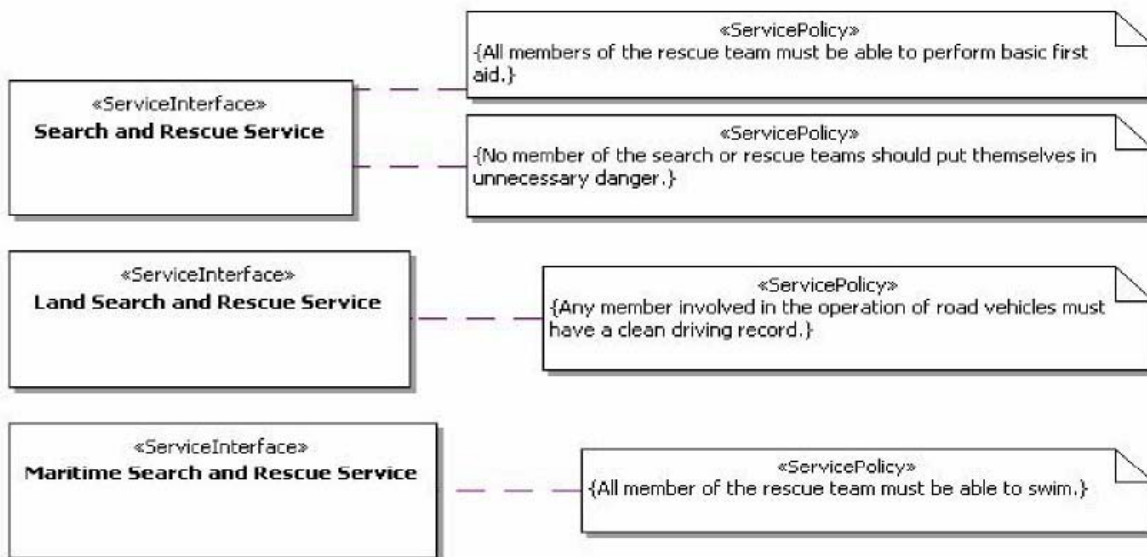 «ServiceInterface»
Search and Rescue Service
«ServicePolicy»
{All members of the rescue team must be able to perform basic first
aid.}
«ServicePolicy»
{No member of the search or rescue teams should put themselves in
unnecessary danger.}
«ServiceInterface»
Land Search and Rescue Service
«ServicePolicy»
{Any member involved in the operation of road vehicles must
have a clean driving record.}
«ServiceInterface»
Maritime Search and Rescue Service
«ServicePolicy»
{All member of the rescue team must be able to swim.}